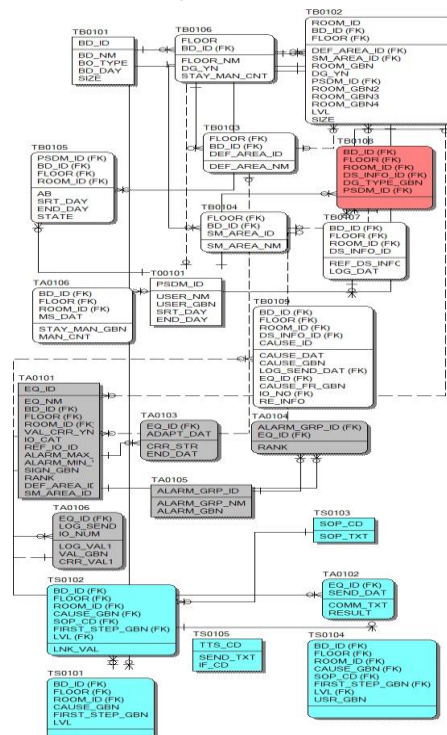 TB0101
BD_ID
BD_NM
BO_TYPE
BD_DAY
SIZE
TB0106
FLOOR
BD_ID (FK)
FLOOR_NM
DG_YN
STAY_MAN_CNT
TB0102
ROOM_ID
BD_ID (FK)
FLOOR (FK)
DEF_AREA_ID (FK)
SM_AREA_ID (FK)
ROOM_GBN
DG_YN
PSDM_ID (FK)
ROOM_GBN2
ROOM_GBN3
ROOM_GBN4
LVL
SIZE
TB0105
PSDM_ID (FK)
BD_ID (FK)
FLOOR (FK)
ROOM_ID (FK)
AB
SRT_DAY
END_DAY
STATE
TB0103
FLOOR (FK)
BD_ID (FK)
DEF_AREA_ID
DEF_AREA_NM
TB0108
BD_ID (FK)
FLOOR (FK)
ROOM_ID (FK)
DS_INFO_ID (FK)
DG_TYPE_GBN
PSDM_ID (FK)
TB0104
FLOOR (FK)
BD_ID (FK)
SM_AREA_ID
SM_AREA_NM
TB0407
BD_ID (FK)
FLOOR (FK)
ROOM_ID (FK)
DS_INFO_ID
REF_DS_INFO
LOG_DAT
TA0106
BD_ID (FK)
FLOOR (FK)
ROOM_ID (FK)
MS_DAT
STAY_MAN_GBN
MAN_CNT
T00101
PSDM_ID
USER_NM
USER_GBN
SRT_DAY
END_DAY
TB0109
BD_ID (FK)
FLOOR (FK)
ROOM_ID (FK)
DS_INFO_ID (FK)
CAUSE_ID
CAUSE_DAT
CAUSE_GBN
LOG_SEND_DAT (FK)
EQ_ID (FK)
CAUSE_FR_GBN
IO_NO (FK)
RE_INFO
TA0101
EQ_ID
EQ_NM
BD_ID (FK)
FLOOR (FK)
ROOM_ID (FK)
VAL_CRR_YN
IO_CAT
REF_IO_ID
ALARM_MAX_
ALARM_MIN_
SIGN_GBN
RANK
DEF_AREA_ID
SM_AREA_ID
TA0103
EQ_ID (FK)
ADAPT_DAT
CRR_STR
END_DAT
TA0104
ALARM_GRP_ID (FK)
EQ_ID (FK)
RANK
TA0105
ALARM_GRP_ID
ALARM_GRP_NM
ALARM_GBN
TA0106
EQ_ID (FK)
LOG_SEND
IO_NUM
LOG_VAL1
VAL_GBN
CRR_VAL1
TS0103
SOP_CD
SOP_TXT
TS0102
BD_ID (FK)
FLOOR (FK)
ROOM_ID (FK)
CAUSE_GBN (FK)
SOP_CD (FK)
FIRST_STEP_GBN (FK)
LVL (FK)
LNK_VAL
TA0102
EQ_ID (FK)
SEND_DAT
COMM_TXT
RESULT
TS0105
TTS_CD
SEND_TXT
IF_CD
TS0104
BD_ID (FK)
FLOOR (FK)
ROOM_ID (FK)
CAUSE_GBN (FK)
SOP_CD (FK)
FIRST_STEP_GBN (FK)
LVL (FK)
USR_GBN
TS0101
BD_ID (FK)
FLOOR (FK)
ROOM_ID (FK)
CAUSE_GBN
FIRST_STEP_GBN
LVL